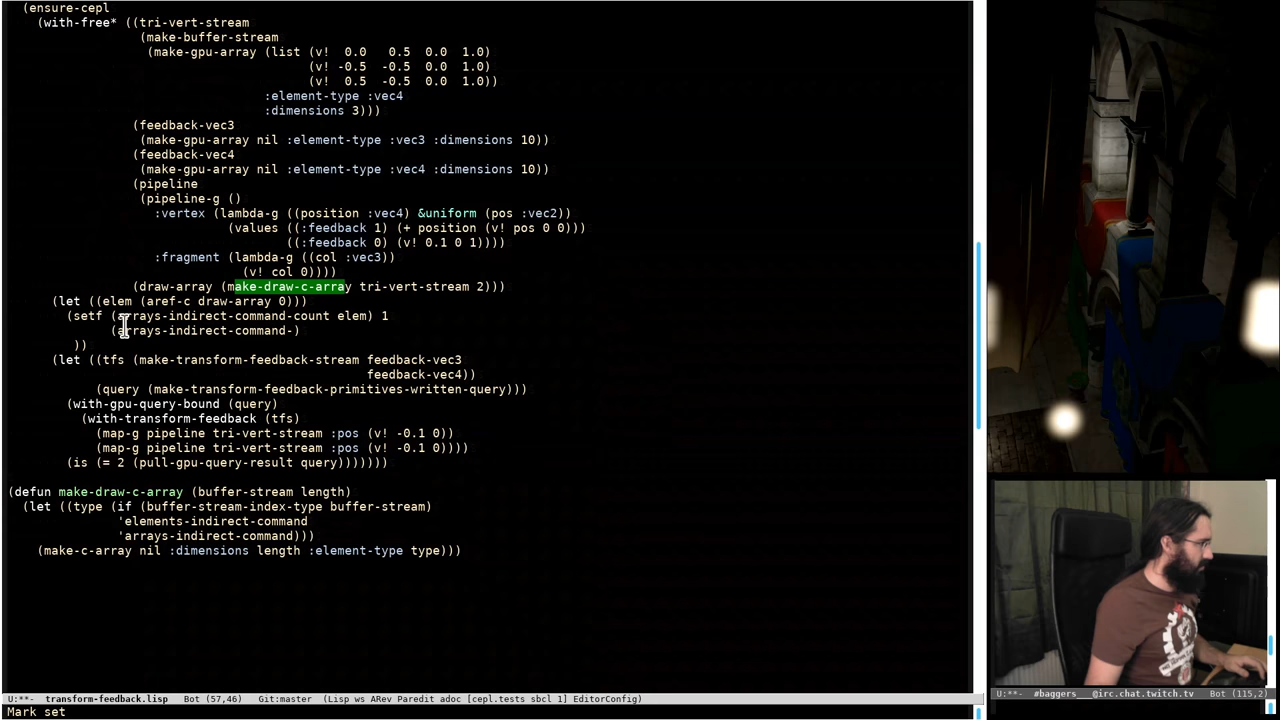 (ensure-cepl
(with-free* ((tri-vert-stream
(make-buffer-stream
(make-gpu-array (list (v!  0.0   0.5  0.0  1.0)
(v! -0.5  -0.5  0.0  1.0)
(v!  0.5  -0.5  0.0  1.0))
:element-type :vec4
:dimensions 3)))
(feedback-vec3
(make-gpu-array nil :element-type :vec3 :dimensions 10))
(feedback-vec4
(make-gpu-array nil :element-type :vec4 :dimensions 10))
(pipeline
(pipeline-g ()
:vertex (lambda-g ((position :vec4) &uniform (pos :vec2))
(values ((:feedback 1) (+ position (v! pos 0 0)))
((:feedback 0) (v! 0.1 0 1))))
:fragment (lambda-g ((col :vec3))
(v! col 0))))
(draw-array (make-draw-c-array tri-vert-stream 2)))
(let ((elem (aref-c draw-array 0)))
(setf (arrays-indirect-command-count elem) 1
(arrays-indirect-command-)
))
(let ((tfs (make-transform-feedback-stream feedback-vec3
feedback-vec4))
(query (make-transform-feedback-primitives-written-query)))
(with-gpu-query-bound (query)
(with-transform-feedback (tfs)
(map-g pipeline tri-vert-stream :pos (v! -0.1 0))
(map-g pipeline tri-vert-stream :pos (v! -0.1 0))))
(is (= 2 (pull-gpu-query-result query)))))))
(defun make-draw-c-array (buffer-stream length)
(let ((type (if (buffer-stream-index-type buffer-stream)
'elements-indirect-command
'arrays-indirect-command)))
(make-c-array nil :dimensions length :element-type type)))
U:**-  transform-feedback.lisp   Bot (57,46)   Git:master  (Lisp ws ARev Paredit adoc [cepl.tests sbcl 1] EditorConfig)
Mark set
U:**-  #baggers___@irc.chat.twitch.tv   Bot (115,2)